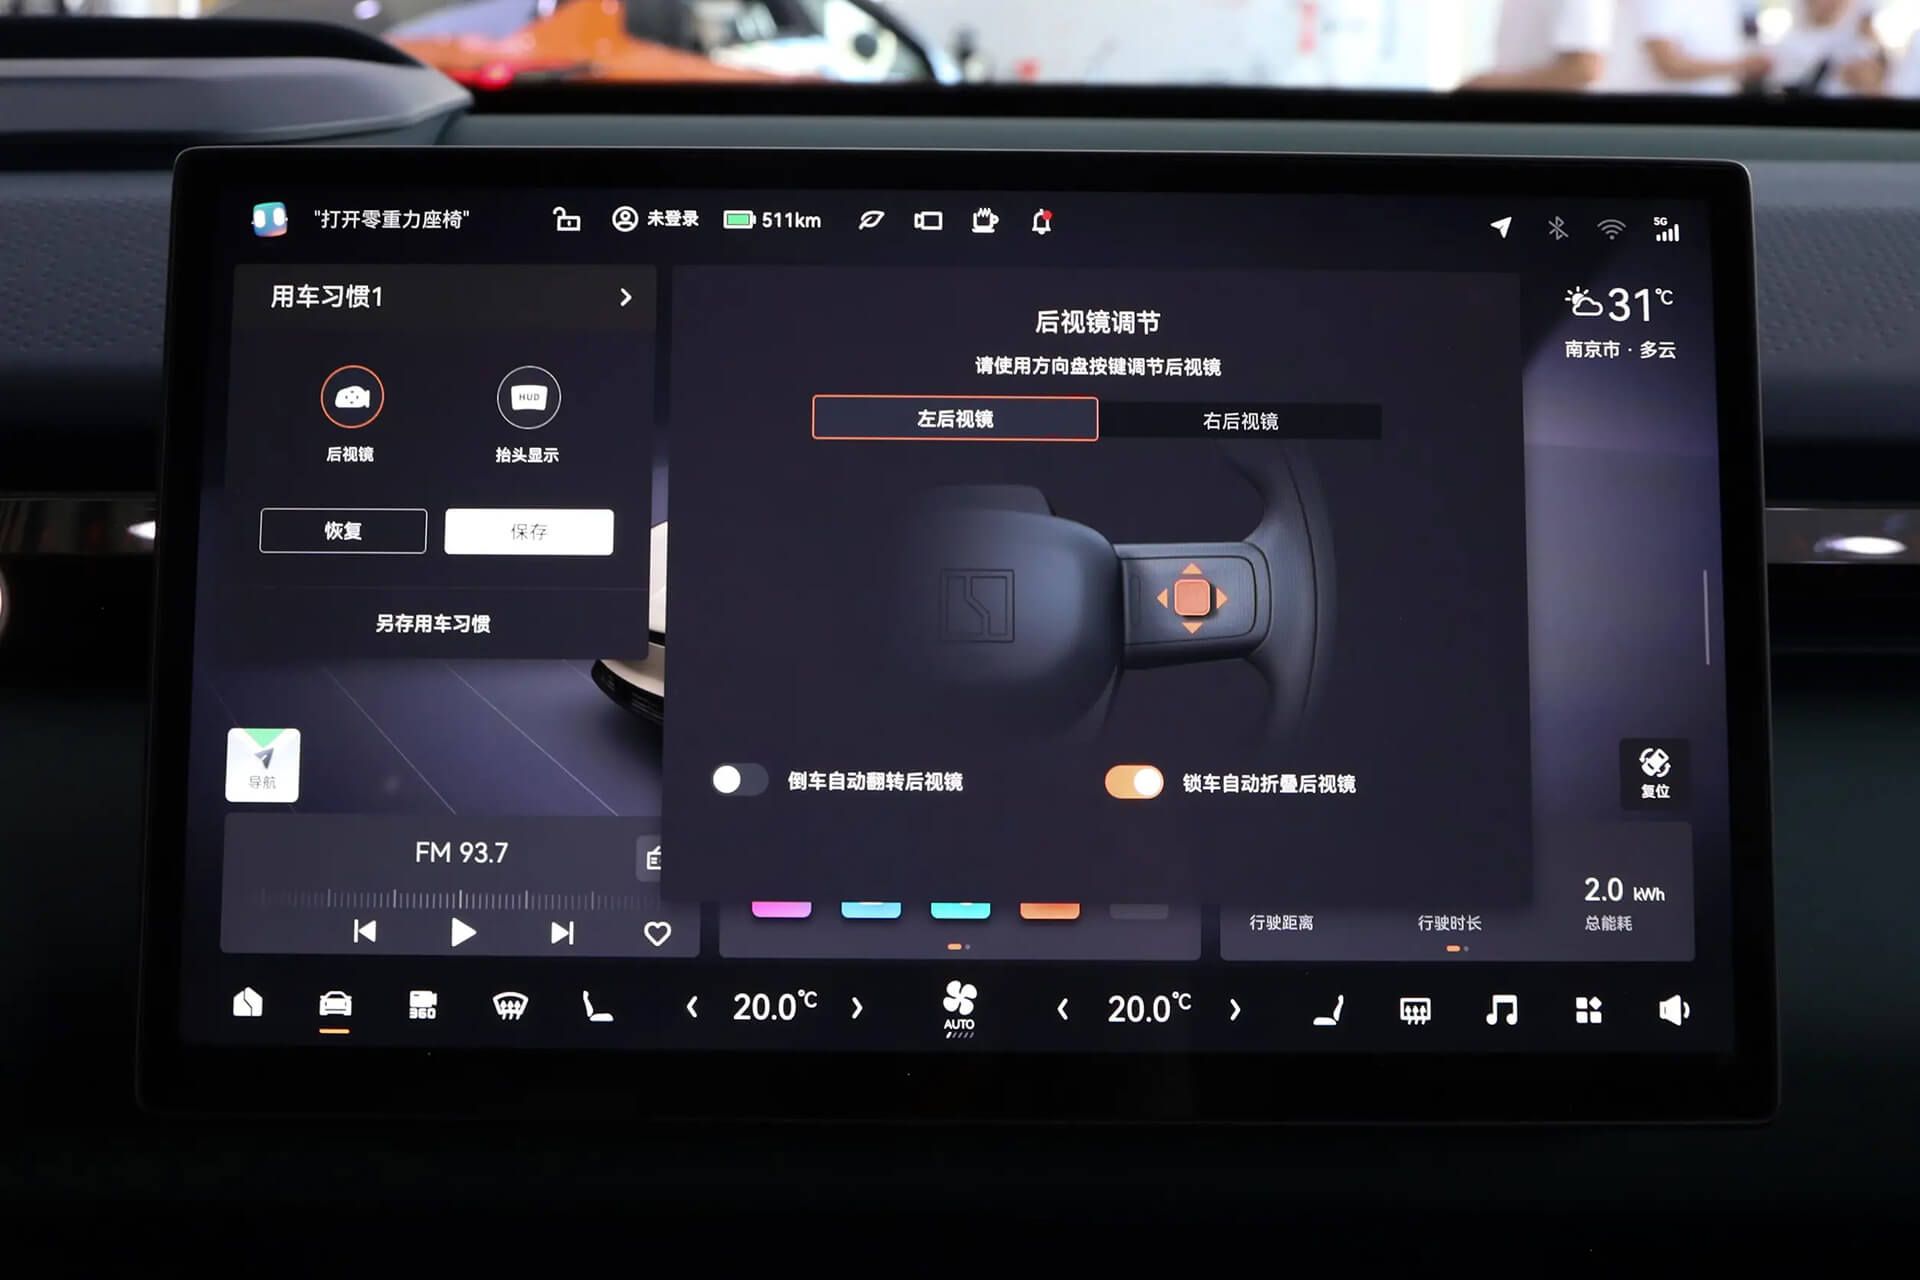 "打开零重力座椅"
未登录
511km
5G
用车习惯1
HUD
后视镜
抬头显示
恢复
保存
另存用车习惯
后视镜调节
请使用方向盘按键调节后视镜
左后视镜
右后视镜
31℃
南京市 · 多云
倒车自动翻转后视镜
锁车自动折叠后视镜
导航
复位
FM 93.7
2.0 kWh
行驶距离
行驶时长
总能耗
360
20.0℃
AUTO
20.0℃